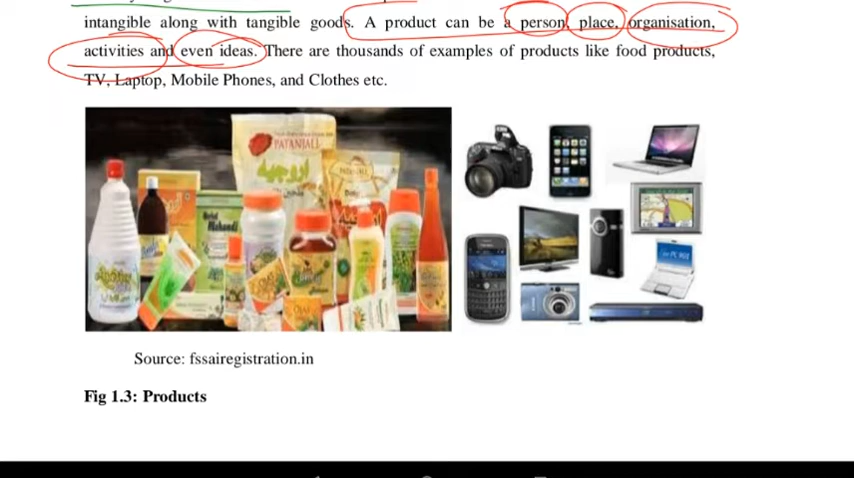 intangible along with tangible goods. A product can be a person, place, organisation,
activities and even ideas. There are thousands of examples of products like food products,
TV, Laptop, Mobile Phones, and Clothes etc.
PATANJALI
Source: fssairegistration.in
Fig 1.3: Products